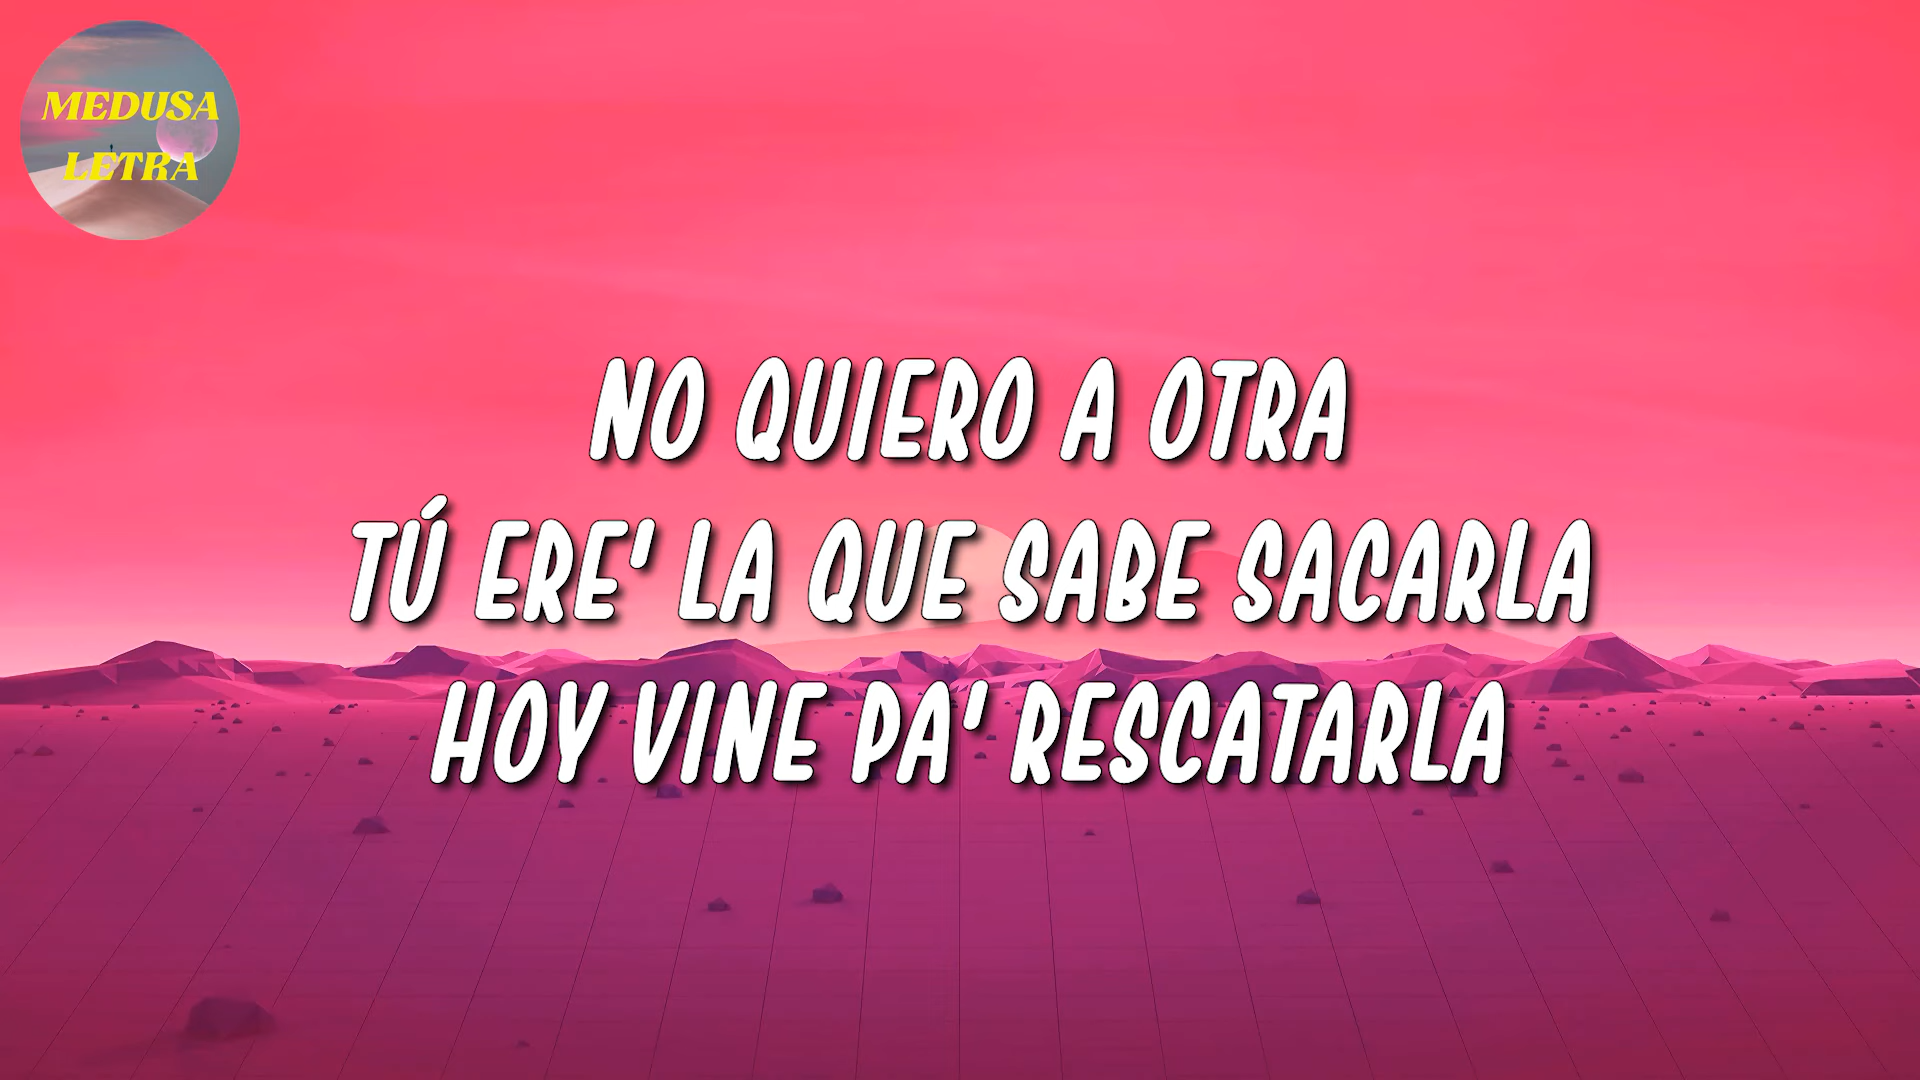 MEDUSA
LETRA
NO QUIERO A OTRA
TÚ ERE' LA QUE SABE SACARLA
HOY VINE PA' RESCATARLA